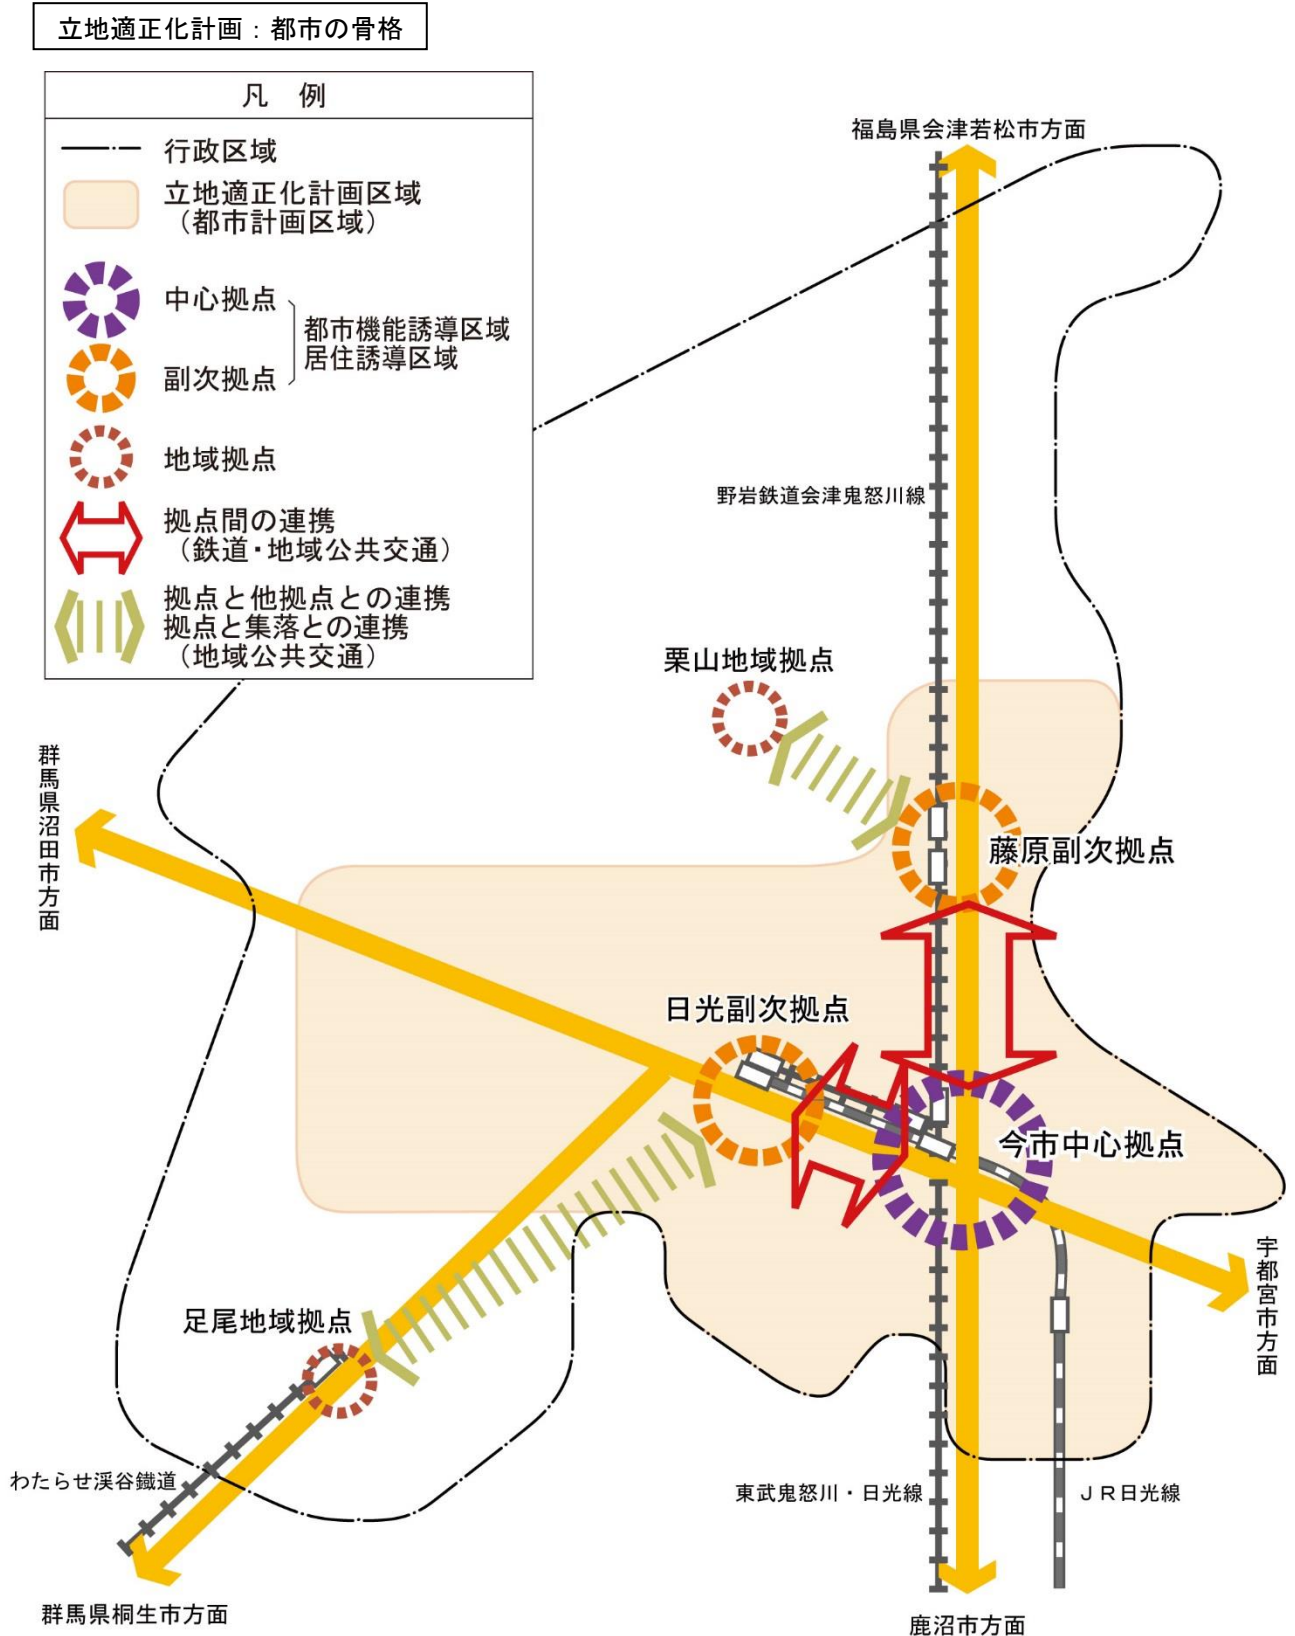 立地適正化計画：都市の骨格
凡　例
行政区域
立地適正化計画区域
（都市計画区域）
中心拠点
副次拠点
都市機能誘導区域
居住誘導区域
地域拠点
拠点間の連携
（鉄道・地域公共交通）
拠点と他拠点との連携
拠点と集落との連携
（地域公共交通）
福島県会津若松市方面
野岩鉄道会津鬼怒川線
栗山地域拠点
群馬県沼田市方面
藤原副次拠点
日光副次拠点
今市中心拠点
宇都宮市方面
足尾地域拠点
わたらせ渓谷鐵道
東武鬼怒川・日光線
ＪＲ日光線
群馬県桐生市方面
鹿沼市方面